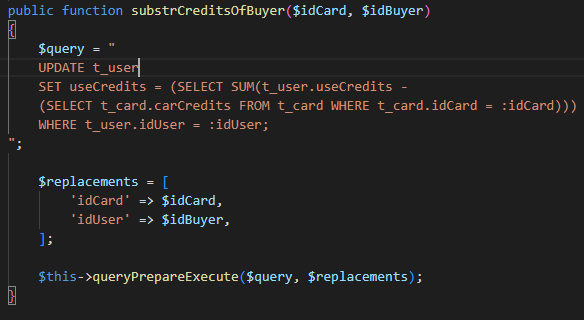 public function substrCreditsOfBuyer($idCard, $idBuyer)
{
$query = "
UPDATE t_user
SET useCredits = (SELECT SUM(t_user.useCredits -
(SELECT t_card.carCredits FROM t_card WHERE t_card.idCard = :idCard)))
WHERE t_user.idUser = :idUser;
";
$replacements = [
'idCard' => $idCard,
'idUser' => $idBuyer,
];
$this->queryPrepareExecute($query, $replacements);
}